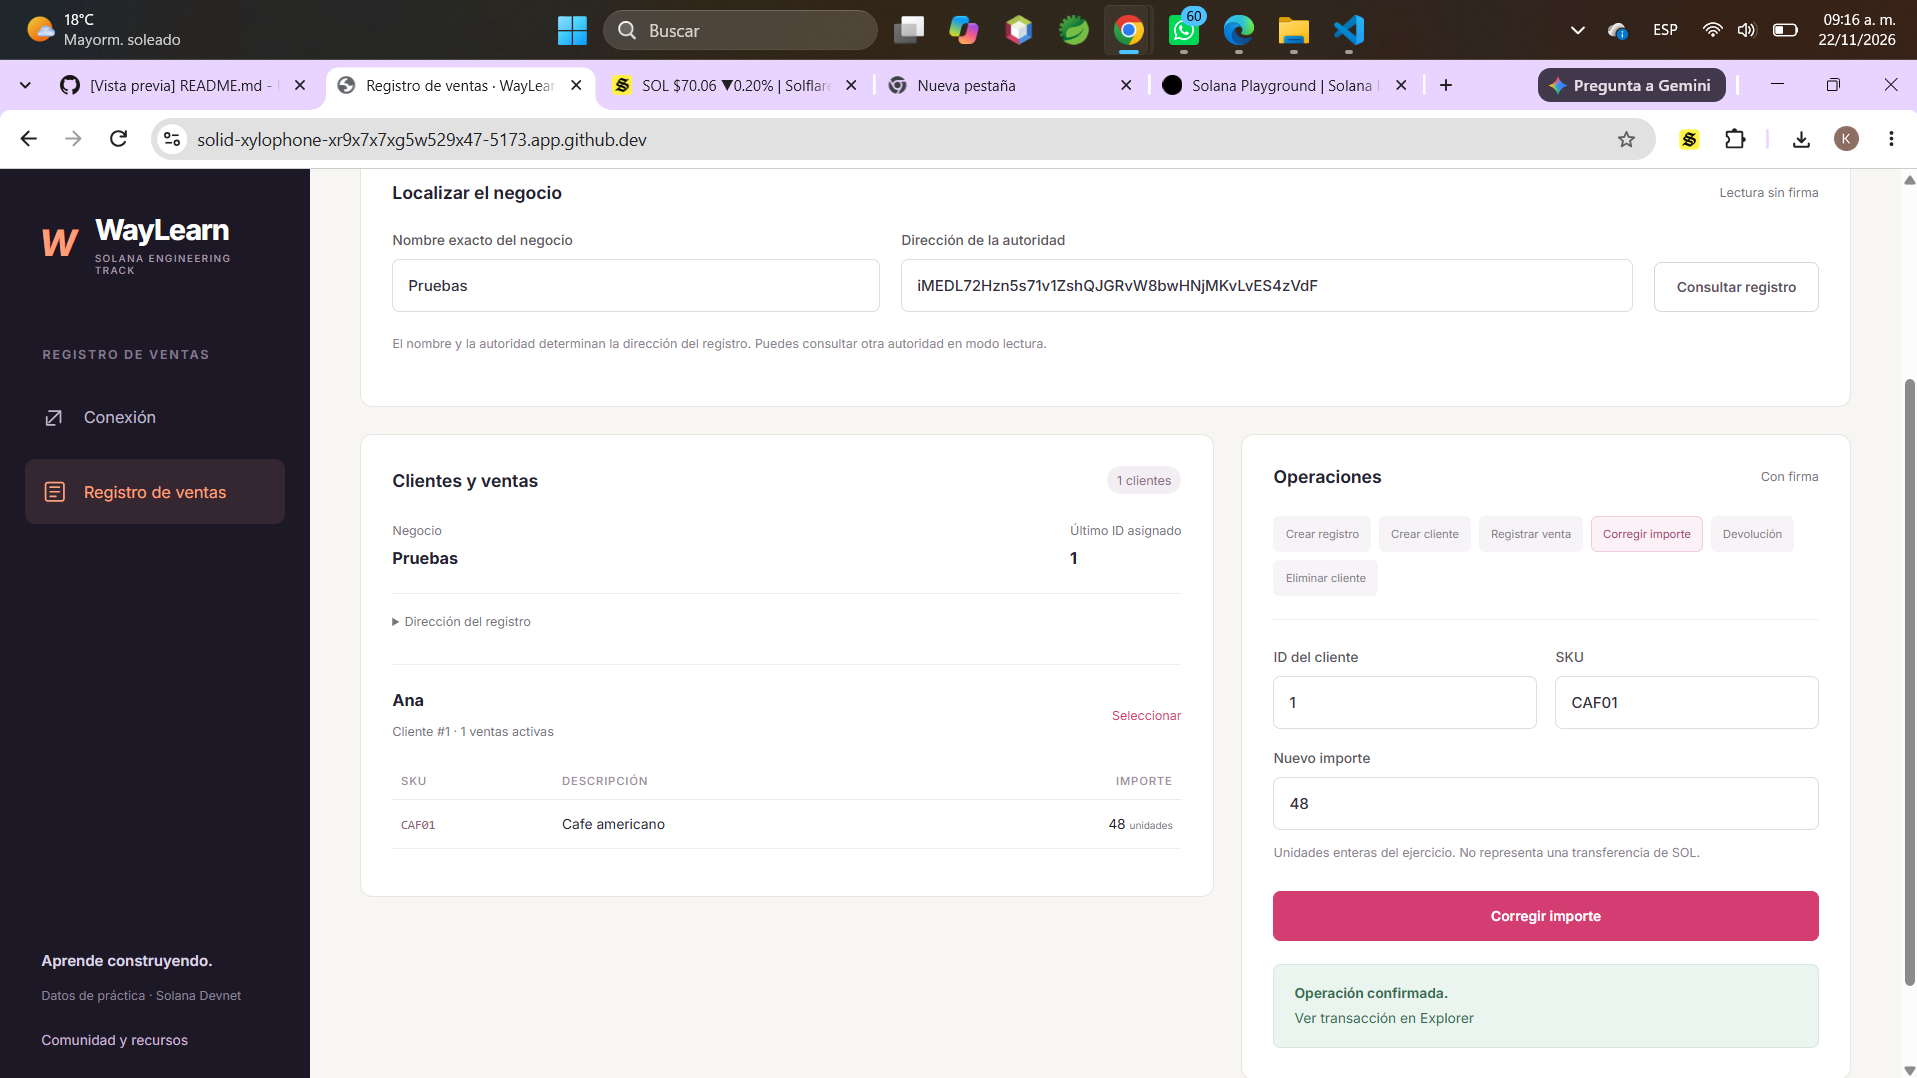 18°C
Mayorm. soleado
Buscar
60
ESP
09:16 a. m.
22/11/2026
[Vista previa] README.md -
Registro de ventas · WayLear
SOL $70.06 ▼0.20% | Solflare
Nueva pestaña
Solana Playground | Solana
Pregunta a Gemini
solid-xylophone-xr9x7x7xg5w529x47-5173.app.github.dev
K
W
WayLearn
SOLANA ENGINEERING
TRACK
REGISTRO DE VENTAS
Conexión
Registro de ventas
Aprende construyendo.
Datos de práctica · Solana Devnet
Comunidad y recursos
Localizar el negocio
Lectura sin firma
Nombre exacto del negocio
Dirección de la autoridad
Pruebas
iMEDL72Hzn5s71v1ZshQJGRvW8bwHNjMKvLvES4zVdF
Consultar registro
El nombre y la autoridad determinan la dirección del registro. Puedes consultar otra autoridad en modo lectura.
Clientes y ventas
1 clientes
Negocio
Último ID asignado
Pruebas
1
Dirección del registro
Ana
Seleccionar
Cliente #1 · 1 ventas activas
SKU
DESCRIPCIÓN
IMPORTE
CAF01
Cafe americano
48 unidades
Operaciones
Con firma
Crear registro
Crear cliente
Registrar venta
Corregir importe
Devolución
Eliminar cliente
ID del cliente
SKU
1
CAF01
Nuevo importe
48
Unidades enteras del ejercicio. No representa una transferencia de SOL.
Corregir importe
Operación confirmada.
Ver transacción en Explorer